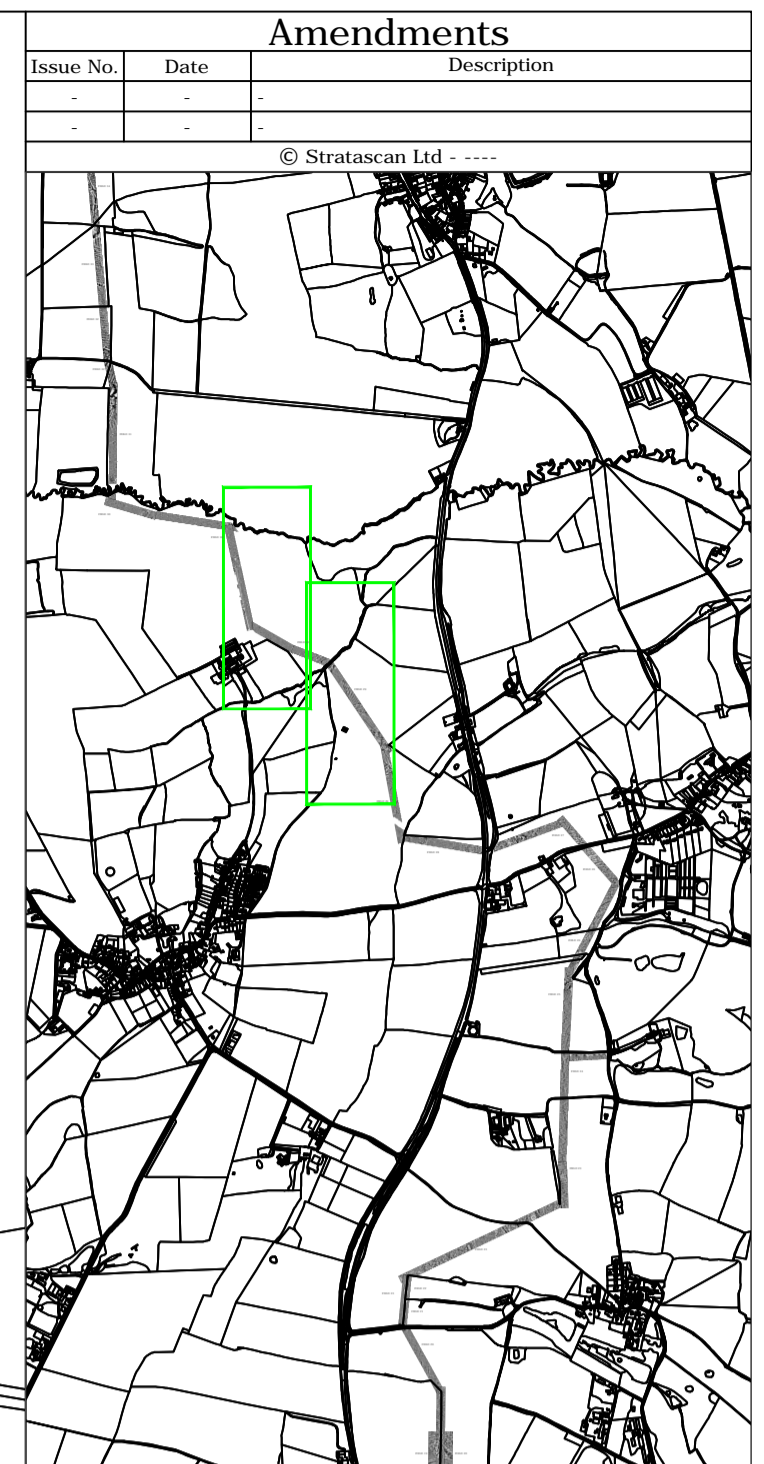 Amendments
Issue No. Date Description
- - -
- - -
© Stratascan Ltd - ----